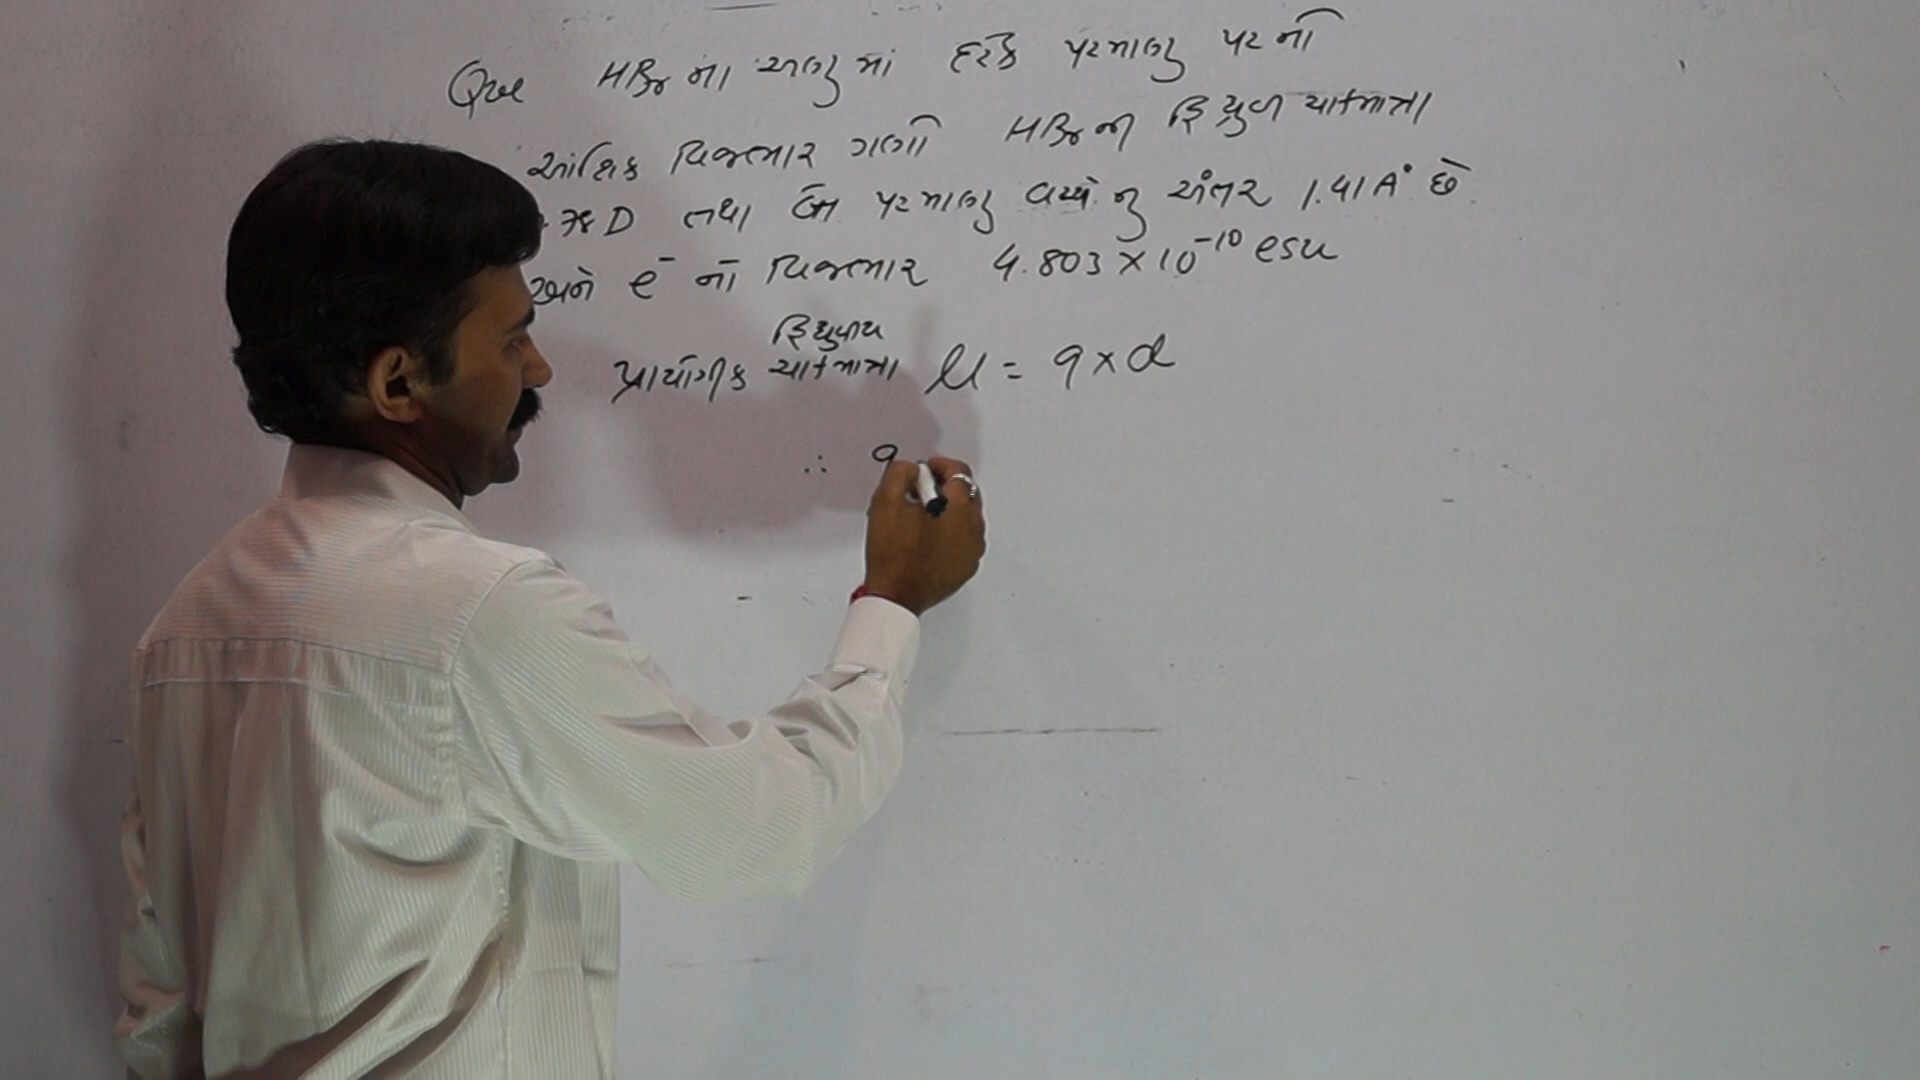 Que HBr ના અણુ માં દરેક પરમાણુ પરનો
આંશિક વિજભાર ગણો HBr ની દ્વિધ્રુવ ચાકમાત્રા
.78 D તથા બે પરમાણુ વચ્ચે નુ અંતર 1.41 A° છે
અને e⁻ નો વિજભાર 4.803 × 10⁻¹⁰ esu
દ્વિધ્રુવીય
પ્રાયોગીક ચાકમાત્રા μ = q × d
∴ q